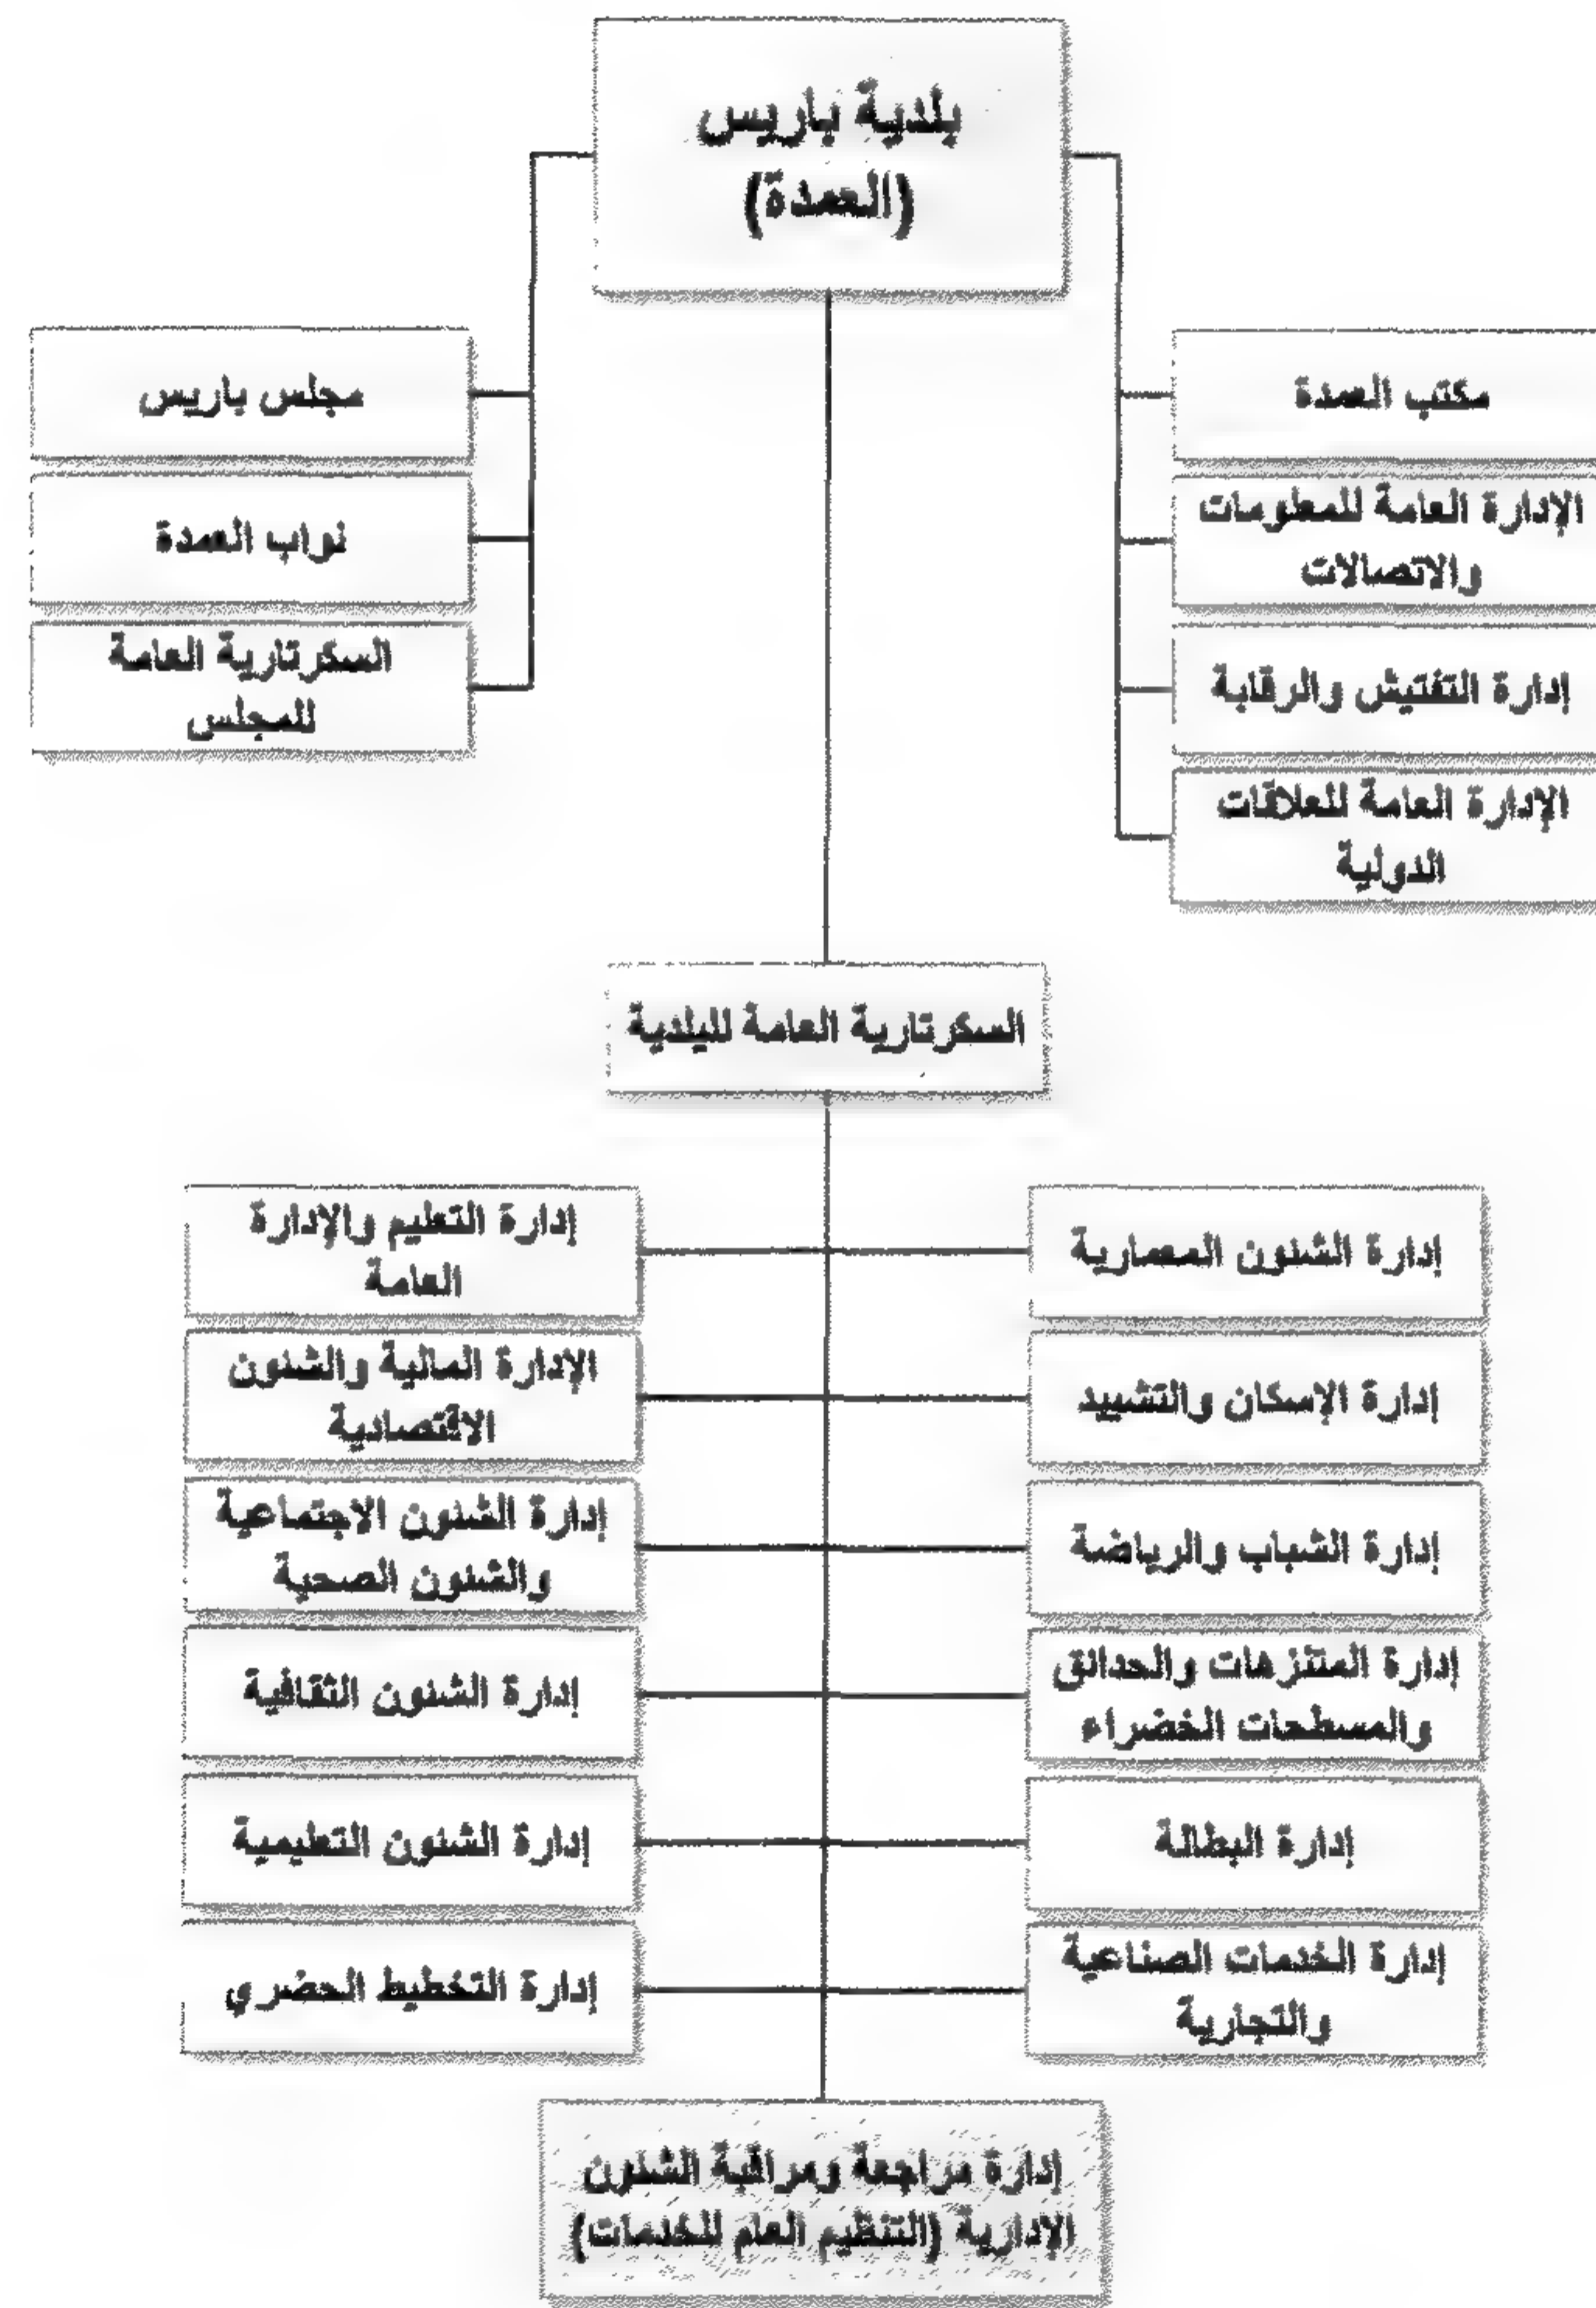 بلدية باريس
(العمدة)
مكتب العمدة
الإدارة العامة للمعلومات
والاتصالات
إدارة التفتيش والرقابة
الإدارة العامة للعلاقات
الدولية
مجلس باريس
نواب العمدة
السكرتارية العامة
للمجلس
السكرتارية العامة للبلدية
إدارة الشئون المعمارية
إدارة الإسكان والتشييد
إدارة الشباب والرياضة
إدارة المتنزهات والحدائق
والمسطحات الخضراء
إدارة البطالة
إدارة الخدمات الصناعية
والتجارية
إدارة التعليم والإدارة
العامة
الإدارة المالية والشئون
الاقتصادية
إدارة الشئون الاجتماعية
والشئون الصحية
إدارة الشئون الثقافية
إدارة الشئون التعليمية
إدارة التخطيط الحضري
إدارة مراجعة ومراقبة الشئون
الإدارية (التنظيم العام للخدمات)